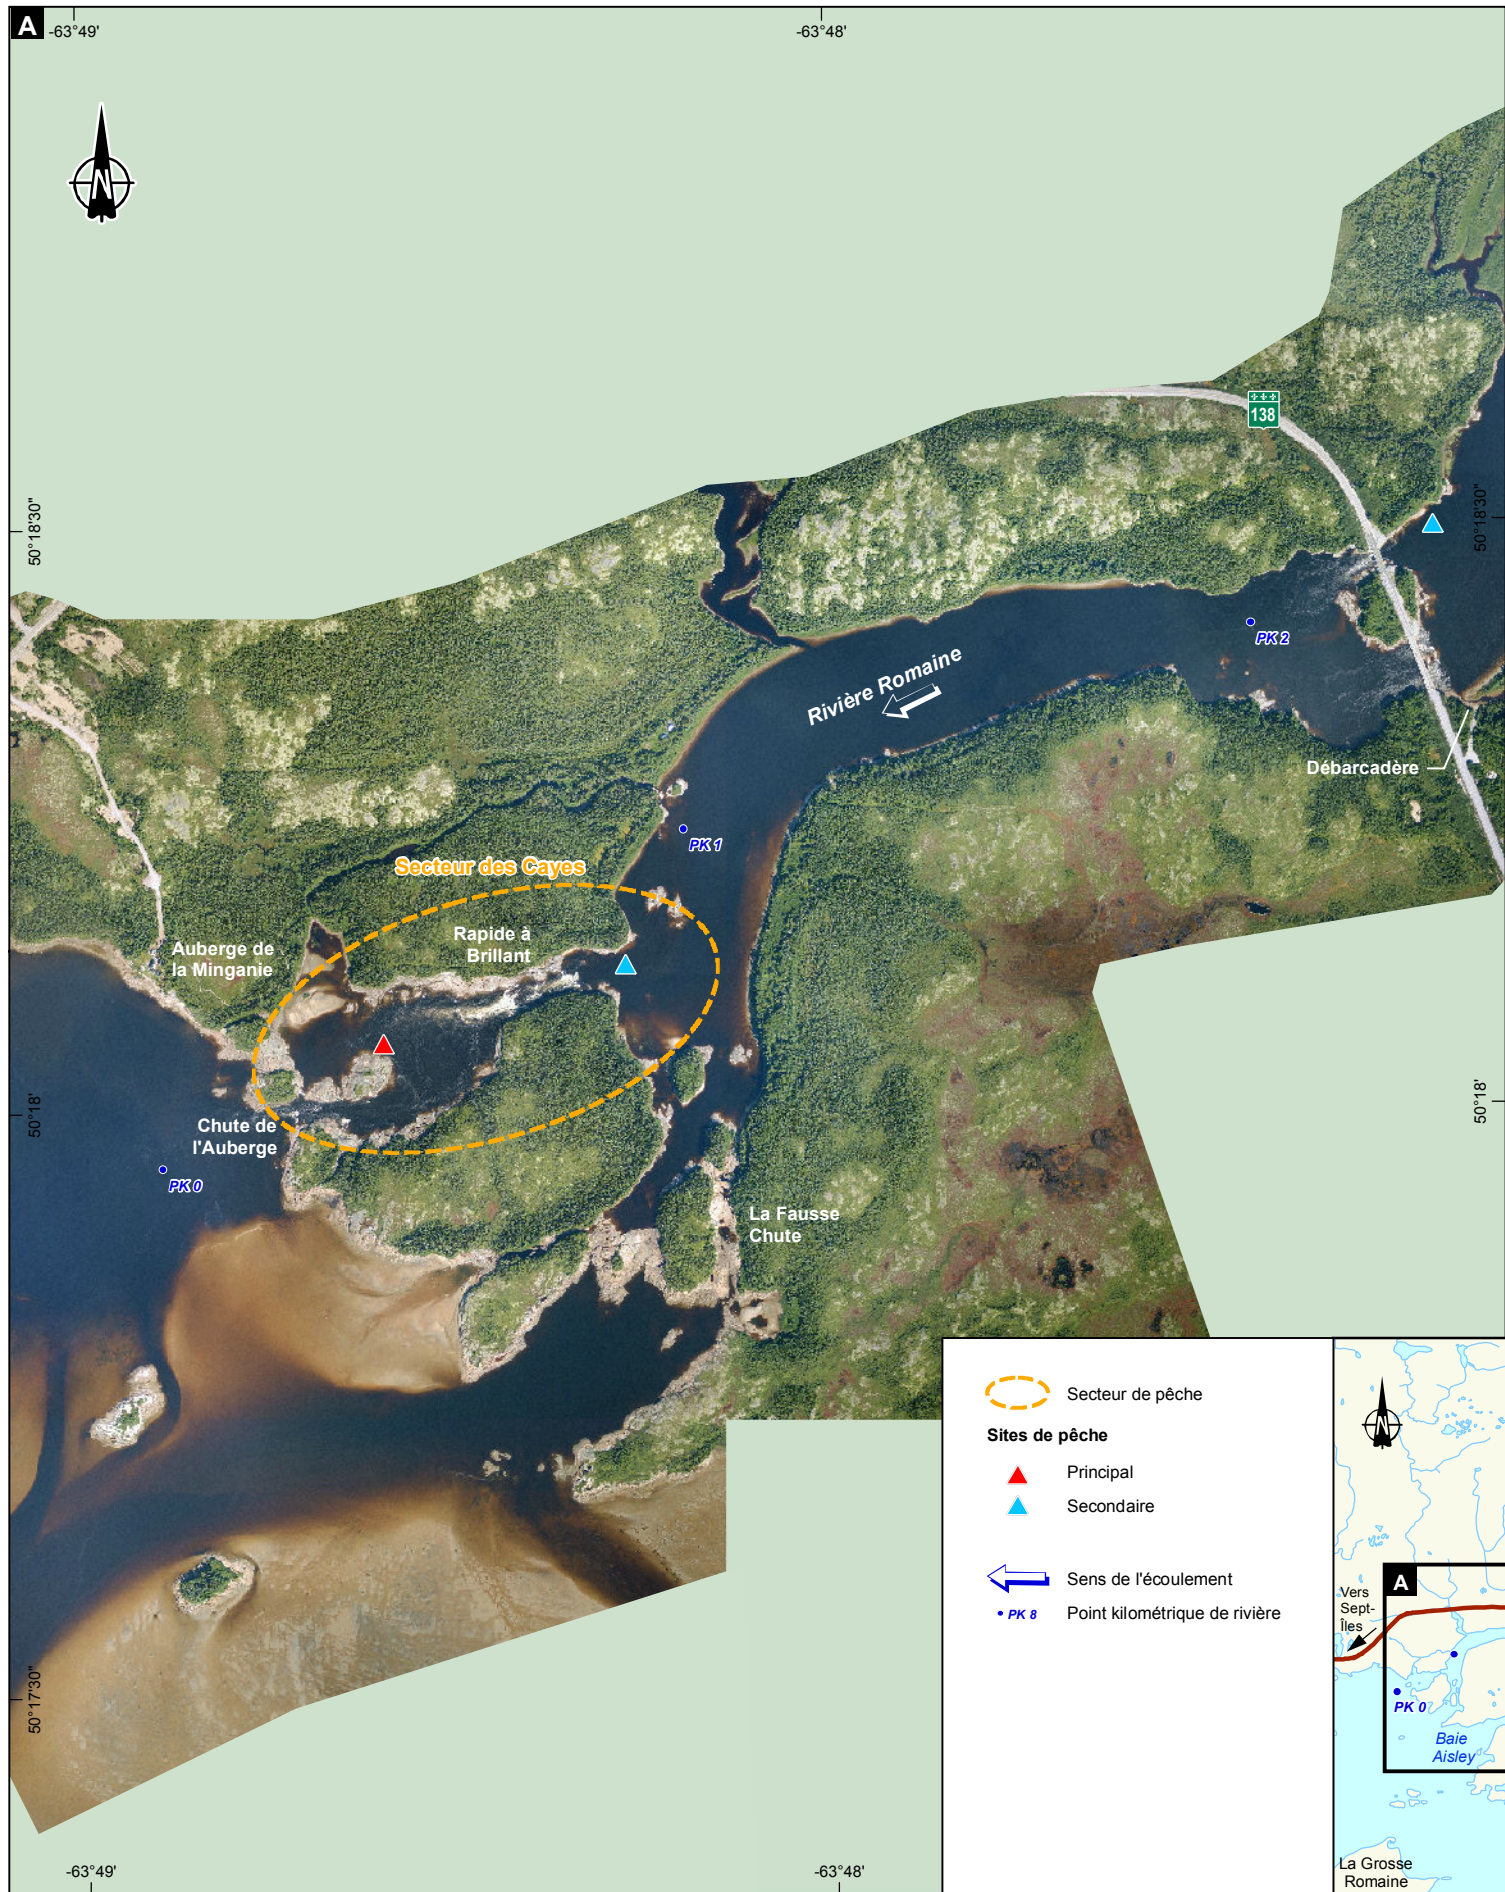 A
-63°49'
-63°48'
N
138
50°18'30"
50°18'30"
PK 2
Rivière Romaine
Débarcadère
PK 1
Secteur des Cayes
Rapide à
Brillant
Auberge de
la Minganie
50°18'
50°18'
Chute de
l'Auberge
PK 0
La Fausse
Chute
Secteur de pêche
Sites de pêche
Principal
Secondaire
Sens de l'écoulement
PK 8
Point kilométrique de rivière
N
A
Vers
Sept-
Îles
PK 0
Baie
Aisley
La Grosse
Romaine
50°17'30"
-63°49'
-63°48'